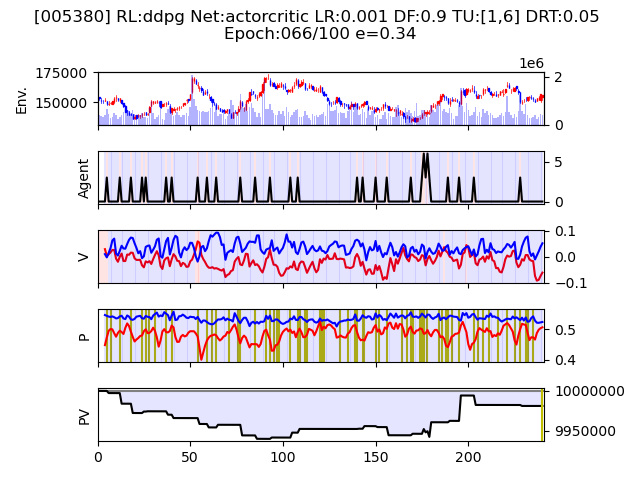 [005380] RL:ddpg Net:actorcritic LR:0.001 DF:0.9 TU:[1,6] DRT:0.05
Epoch:066/100 e=0.34
1e6
Env.
175000
150000
2
0
Agent
5
0
V
0.1
0.0
−0.1
P
0.5
0.4
PV
10000000
9950000
0
50
100
150
200